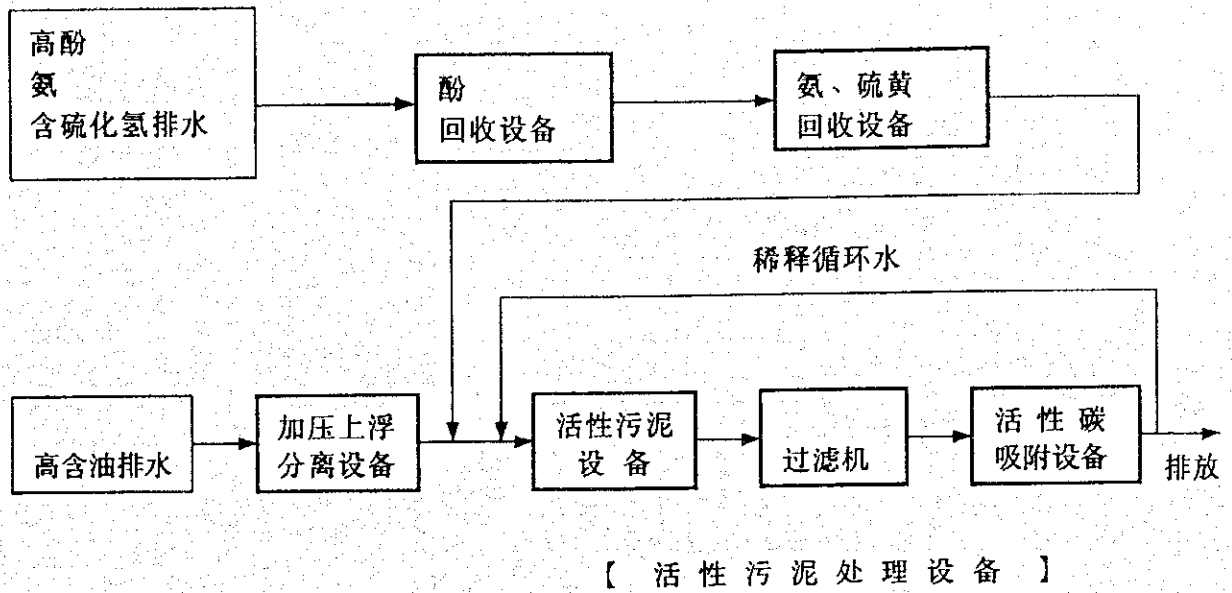 高酚
氨
含硫化氢排水
酚
回收设备
氨、硫黄
回收设备
稀释循环水
高含油排水
加压上浮
分离设备
活性污泥
设备
过滤机
活性碳
吸附设备
排放
【活性污泥处理设备】